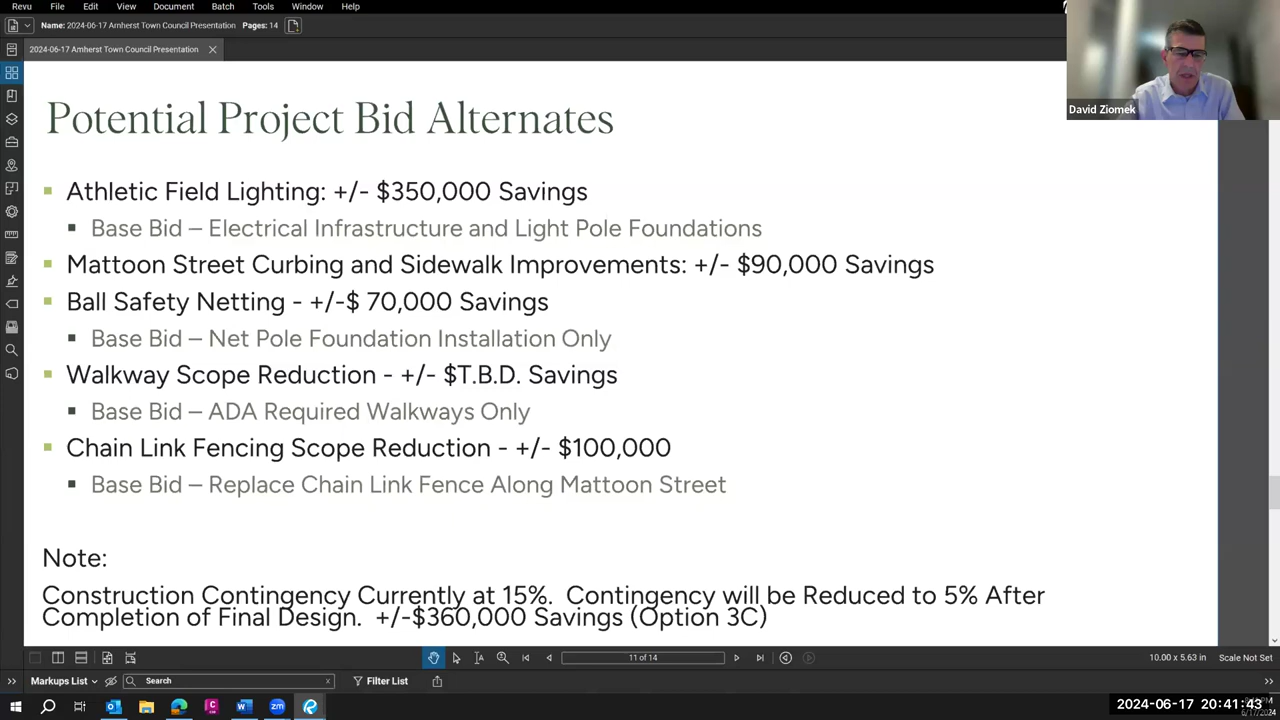 Revu File Edit View Document Batch Tools Window Help
Name: 2024-06-17 Amherst Town Council Presentation Pages: 14
2024-06-17 Amherst Town Council Presentation
David Ziomek
Potential Project Bid Alternates
Athletic Field Lighting: +/- $350,000 Savings
Base Bid – Electrical Infrastructure and Light Pole Foundations
Mattoon Street Curbing and Sidewalk Improvements: +/- $90,000 Savings
Ball Safety Netting - +/-$ 70,000 Savings
Base Bid – Net Pole Foundation Installation Only
Walkway Scope Reduction - +/- $T.B.D. Savings
Base Bid – ADA Required Walkways Only
Chain Link Fencing Scope Reduction - +/- $100,000
Base Bid – Replace Chain Link Fence Along Mattoon Street
Note:
Construction Contingency Currently at 15%. Contingency will be Reduced to 5% After
Completion of Final Design. +/-$360,000 Savings (Option 3C)
11 of 14
10.00 x 5.63 in Scale Not Set
Markups List Search Filter List
2024-06-17 20:41:43